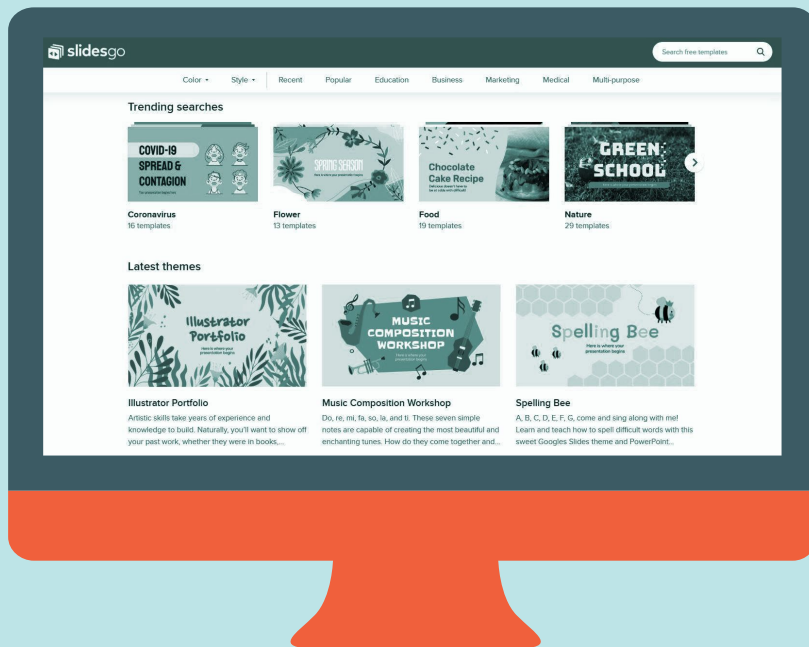 slidesgo
Search free templates
Color
Style
Recent
Popular
Education
Business
Marketing
Medical
Multi-purpose
Trending searches
COVID-19
SPREAD &
CONTAGION
SPRING SEASON
Chocolate
Cake Recipe
GREEN
SCHOOL
Coronavirus
16 templates
Flower
13 templates
Food
19 templates
Nature
29 templates
Latest themes
Illustrator
Portfolio
Here is where your
presentation begins
MUSIC
COMPOSITION
WORKSHOP
Here is where your
presentation begins
Spelling Bee
Here is where your
presentation begins
Illustrator Portfolio
Artistic skills take years of experience and
knowledge to build. Naturally, you'll want to show off
your past work, whether they were in books,...
Music Composition Workshop
Do, re, mi, fa, so, la, and ti. These seven simple
notes are capable of creating the most beautiful and
enchanting tunes. How do they come together and...
Spelling Bee
A, B, C, D, E, F, G, come and sing along with me!
Learn and teach how to spell difficult words with this
sweet Googles Slides theme and PowerPoint...